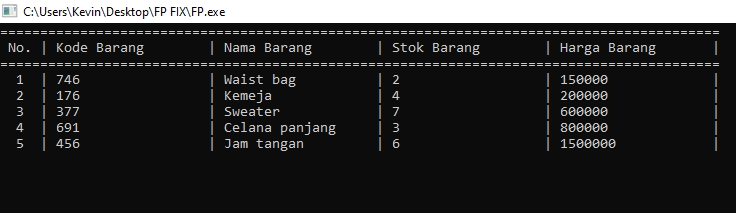 C:\Users\Kevin\Desktop\FP FIX\FP.exe
==========================================================================================
No. | Kode Barang | Nama Barang | Stok Barang | Harga Barang |
==========================================================================================
1 | 746 | Waist bag | 2 | 150000 |
2 | 176 | Kemeja | 4 | 200000 |
3 | 377 | Sweater | 7 | 600000 |
4 | 691 | Celana panjang | 3 | 800000 |
5 | 456 | Jam tangan | 6 | 1500000 |